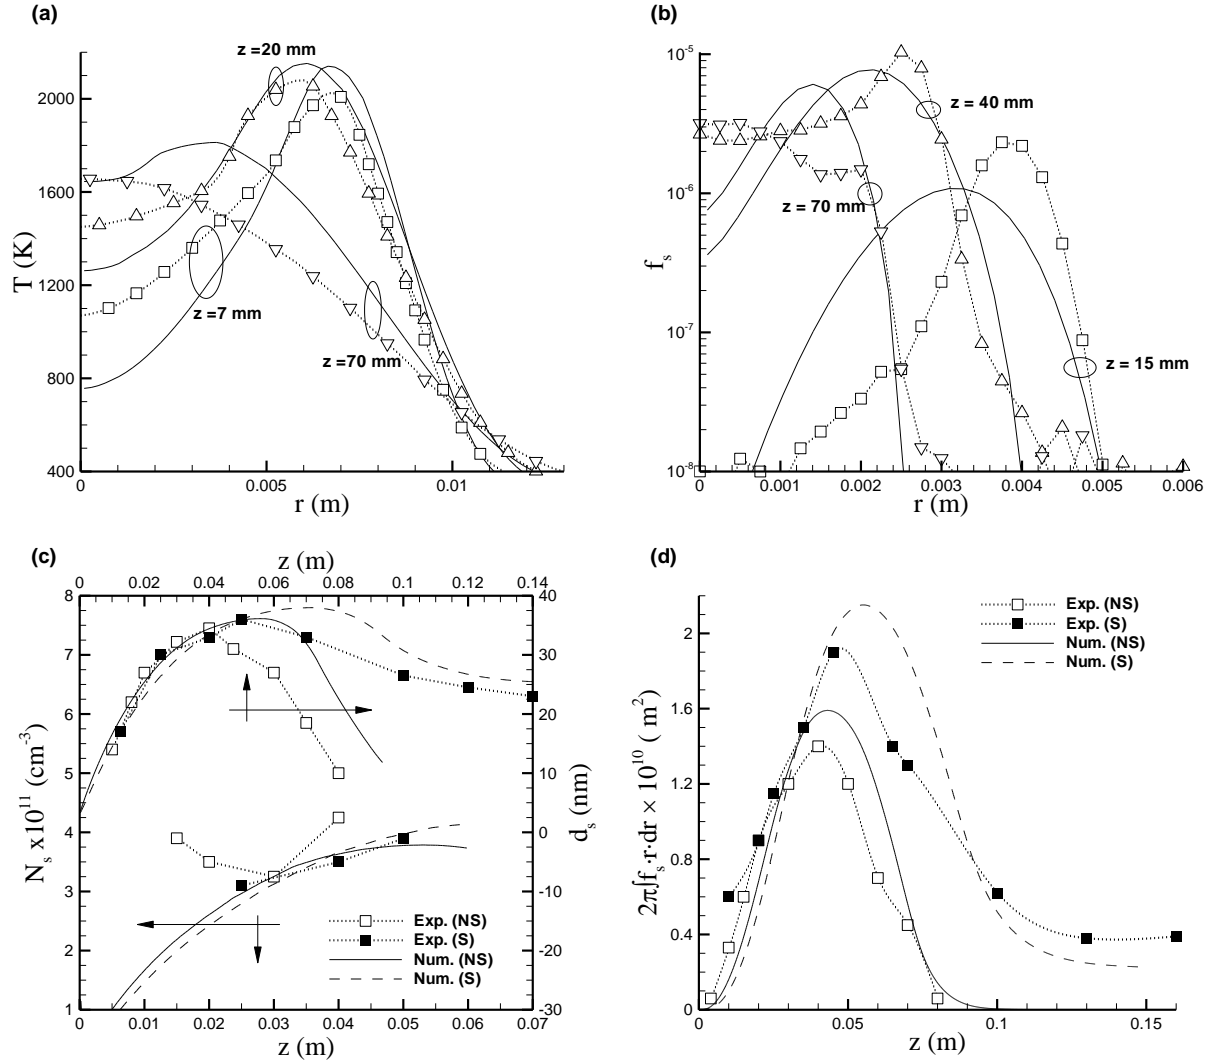 (a)
z =20 mm
2000
1600
1200
800
400
T (K)
z =7 mm
z =70 mm
0
0.005
0.01
r (m)
(b)
10-5
10-6
10-7
10-8
fs
z = 40 mm
z = 70 mm
z = 15 mm
0
0.001
0.002
0.003
0.004
0.005
0.006
r (m)
(c)
z (m)
0
0.02
0.04
0.06
0.08
0.1
0.12
0.14
8
7
6
5
4
3
2
1
Ns x10^11 (cm^-3)
40
30
20
10
0
-10
-20
-30
ds (nm)
Exp. (NS)
Exp. (S)
Num. (NS)
Num. (S)
0
0.01
0.02
0.03
0.04
0.05
0.06
0.07
z (m)
(d)
2
1.6
1.2
0.8
0.4
0
2π∫fs·r·dr × 10^10 ( m^2)
Exp. (NS)
Exp. (S)
Num. (NS)
Num. (S)
0
0.05
0.1
0.15
z (m)